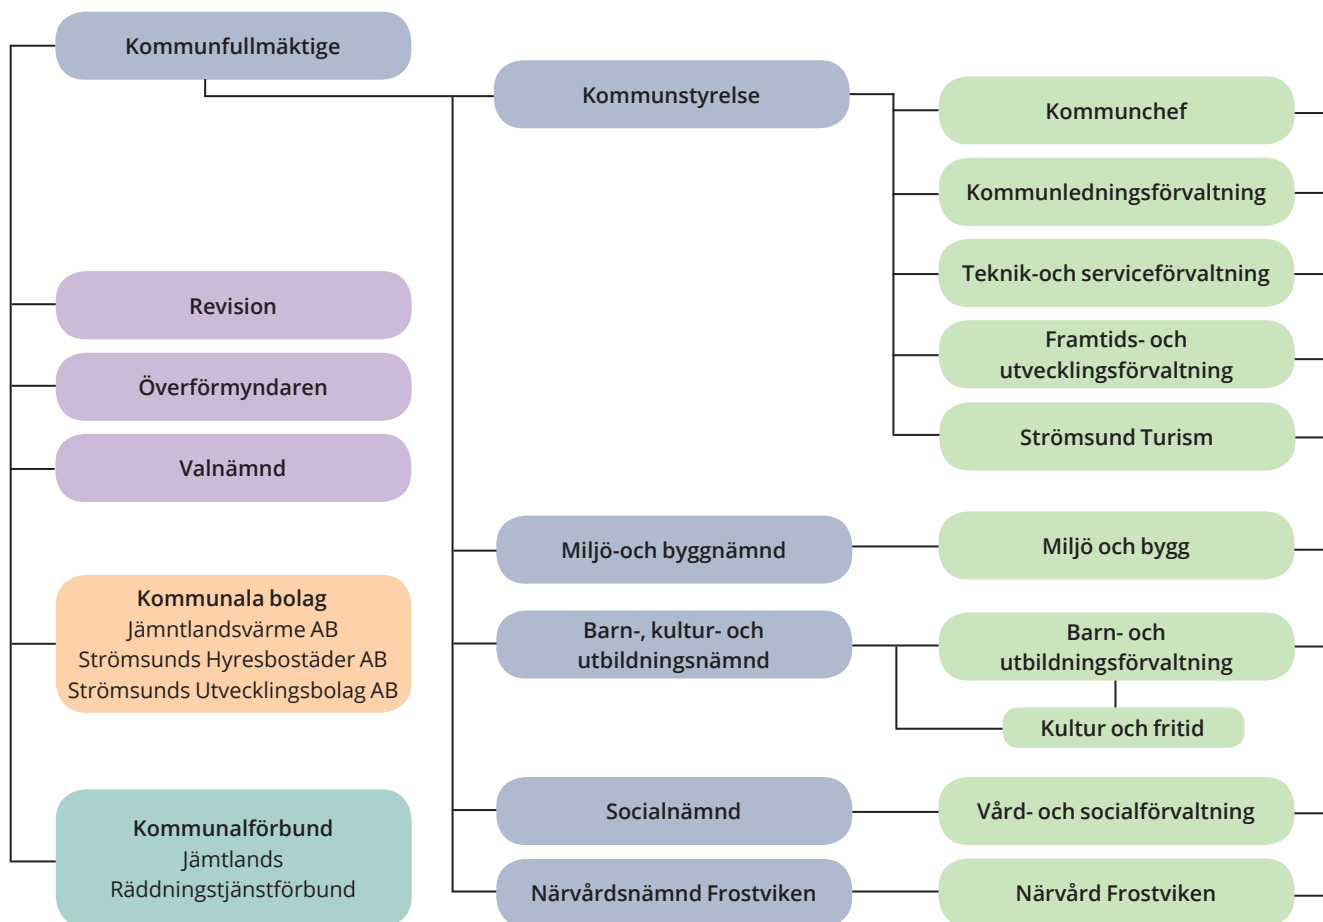 Kommunfullmäktige
Kommunstyrelse
Kommunchef
Kommunledningsförvaltning
Teknik-och serviceförvaltning
Framtids- och
utvecklingsförvaltning
Strömsund Turism
Revision
Överförmyndaren
Valnämnd
Miljö-och byggnämnd
Miljö och bygg
Kommunala bolag
Jämntlandsvärme AB
Strömsunds Hyresbostäder AB
Strömsunds Utvecklingsbolag AB
Barn-, kultur- och
utbildningsnämnd
Barn- och
utbildningsförvaltning
Kultur och fritid
Kommunalförbund
Jämtlands
Räddningstjänstförbund
Socialnämnd
Vård- och socialförvaltning
Närvårdsnämnd Frostviken
Närvård Frostviken